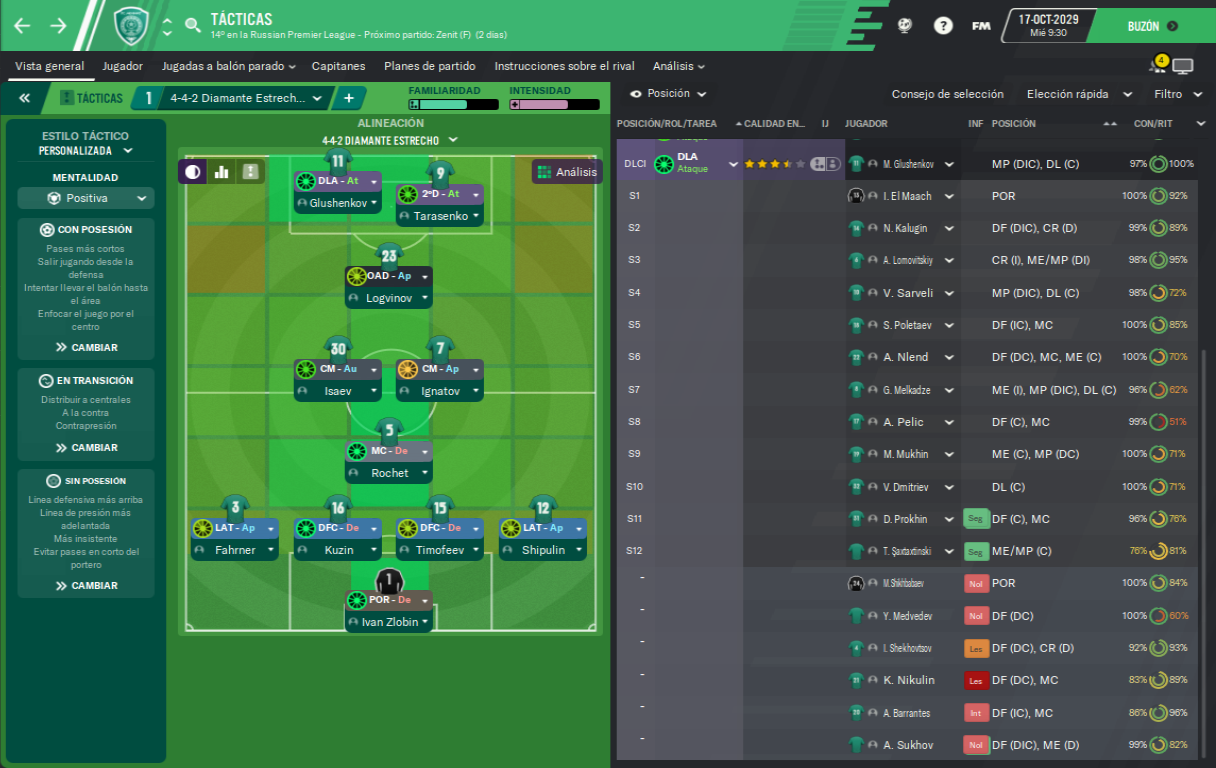 TÁCTICAS
14º en la Russian Premier League - Próximo partido: Zenit (F) (2 días)
FM
17-OCT-2029
Mié 9:30
BUZÓN
Vista general
Jugador
Jugadas a balón parado
Capitanes
Planes de partido
Instrucciones sobre el rival
Análisis
4
TÁCTICAS
1
4-4-2 Diamante Estrech...
FAMILIARIDAD
INTENSIDAD
ESTILO TÁCTICO
PERSONALIZADA
MENTALIDAD
Positiva
CON POSESIÓN
Pases más cortos
Salir jugando desde la
defensa
Intentar llevar el balón hasta
el área
Enfocar el juego por el
centro
CAMBIAR
EN TRANSICIÓN
Distribuir a centrales
A la contra
Contrapresión
CAMBIAR
SIN POSESIÓN
Línea defensiva más arriba
Línea de presión más
adelantada
Más insistente
Evitar pases en corto del
portero
CAMBIAR
ALINEACIÓN
4-4-2 DIAMANTE ESTRECHO
Análisis
11
DLA - At
Glushenkov
9
2ºD - At
Tarasenko
23
OAD - Ap
Logvinov
30
CM - Au
Isaev
7
CM - Ap
Ignatov
5
MC - De
Rochet
3
LAT - Ap
Fahrner
16
DFC - De
Kuzin
15
DFC - De
Timofeev
12
LAT - Ap
Shipulin
1
POR - De
Ivan Zlobin
Posición
Consejo de selección
Elección rápida
Filtro
POSICIÓN/ROL/TAREA CALIDAD EN... IJ JUGADOR INF POSICIÓN CON/RIT
DLCI DLA Ataque M. Glushenkov MP (DIC), DL (C) 97% 100%
S1 I. El Maach POR 100% 92%
S2 N. Kalugin DF (DIC), CR (D) 99% 89%
S3 A. Lomovitskiy CR (I), ME/MP (DI) 98% 95%
S4 V. Sarveli MP (DIC), DL (C) 98% 72%
S5 S. Poletaev DF (IC), MC 100% 85%
S6 A. Nlend DF (DC), MC, ME (C) 100% 70%
S7 G. Melkadze ME (I), MP (DIC), DL (C) 96% 62%
S8 A. Pelic DF (C), MC 99% 51%
S9 M. Mukhin ME (C), MP (DC) 100% 71%
S10 V. Dmitriev DL (C) 100% 71%
S11 D. Prokhin Seg DF (C), MC 96% 76%
S12 Seg ME/MP (C) 76% 81%
- Nol POR 100% 84%
- Y. Medvedev Nol DF (DC) 100% 60%
- I. Shekhovtsov Les DF (DC), CR (D) 92% 93%
- K. Nikulin Les DF (DC), MC 83% 89%
- A. Barrantes Int DF (IC), MC 86% 96%
- A. Sukhov Nol DF (DIC), ME (D) 99% 82%